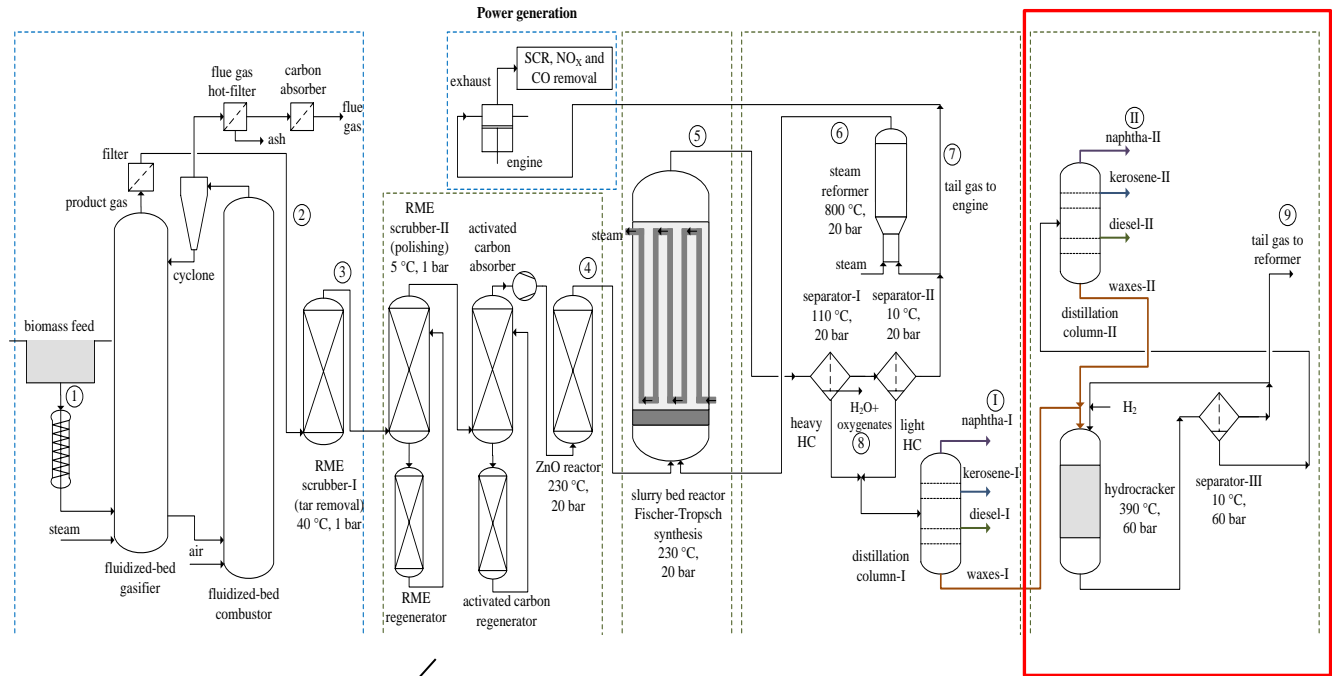 Power generation
SCR, NOX and
CO removal
exhaust
engine
flue gas
hot-filter
carbon
absorber
flue
gas
ash
filter
product gas
cyclone
2
biomass feed
1
steam
air
fluidized-bed
gasifier
fluidized-bed
combustor
3
RME
scrubber-I
(tar removal)
40 °C, 1 bar
RME
scrubber-II
(polishing)
5 °C, 1 bar
activated
carbon
absorber
4
RME
regenerator
activated carbon
regenerator
ZnO reactor
230 °C,
20 bar
5
steam
slurry bed reactor
Fischer-Tropsch
synthesis
230 °C,
20 bar
6
steam
reformer
800 °C,
20 bar
steam
7
tail gas to
engine
separator-I
110 °C,
20 bar
separator-II
10 °C,
20 bar
heavy
HC
H2O+
oxygenates
8
light
HC
I
naphtha-I
kerosene-I
diesel-I
waxes-I
distillation
column-I
II
naphtha-II
kerosene-II
diesel-II
waxes-II
distillation
column-II
9
tail gas to
reformer
H2
hydrocracker
390 °C,
60 bar
separator-III
10 °C,
60 bar